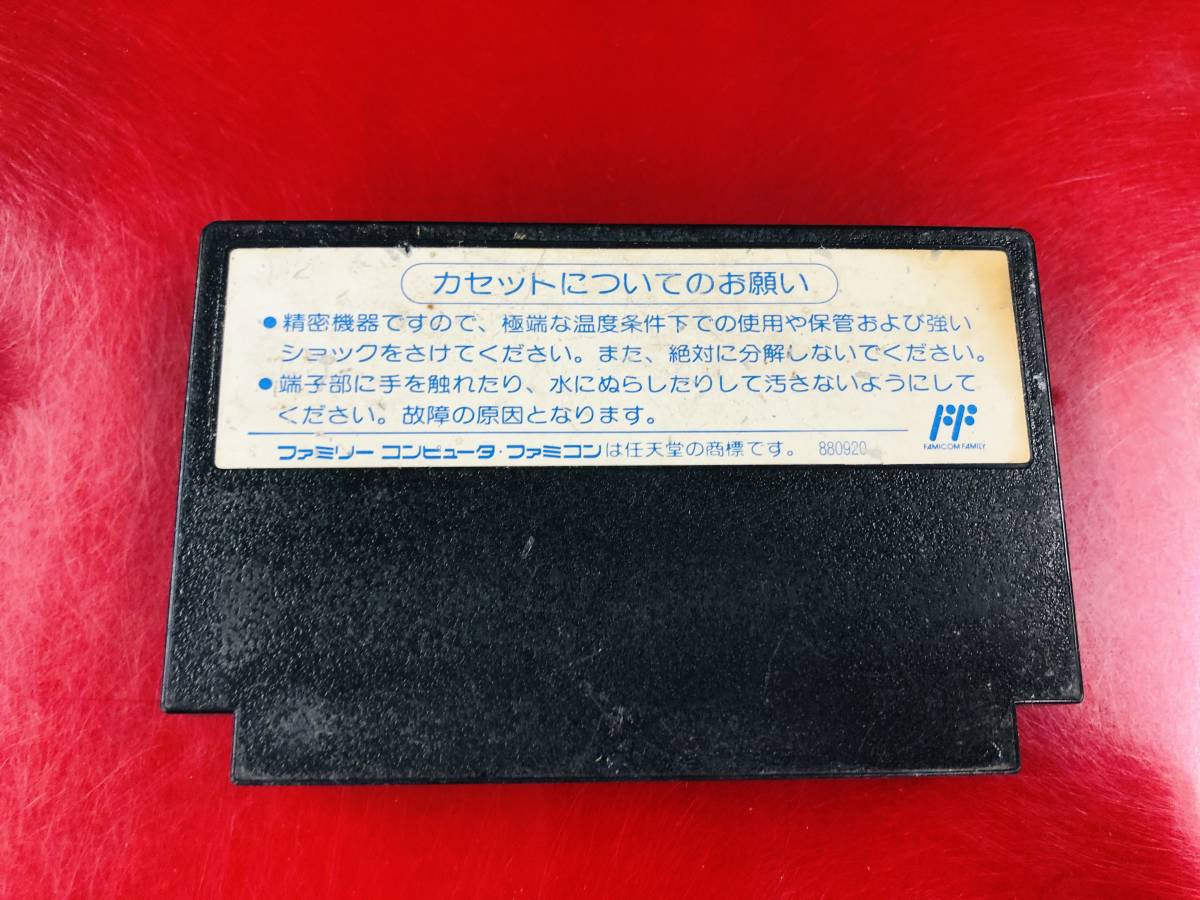 カセットについてのお願い
●精密機器ですので、極端な温度条件下での使用や保管および強い
ショックをさけてください。また、絶対に分解しないでください。
●端子部に手を触れたり、水にぬらしたりして汚さないようにして
ください。故障の原因となります。
ファミリー コンピュータ・ファミコンは任天堂の商標です。 880920
FAMICOM FAMILY